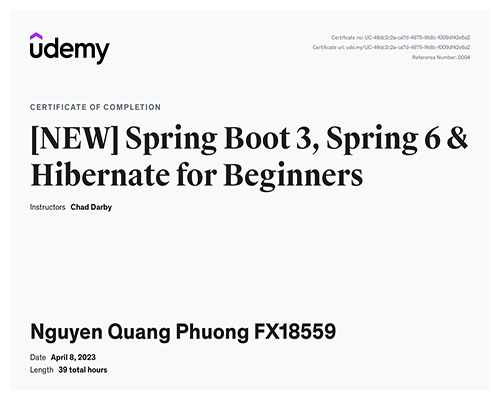 udemy
Certificate no: UC-49dc2c2a-ca7d-4875-9b8c-f009df42e6a2
Certificate url: ude.my/UC-49dc2c2a-ca7d-4875-9b8c-f009df42e6a2
Reference Number: 0004
CERTIFICATE OF COMPLETION
[NEW] Spring Boot 3, Spring 6 &
Hibernate for Beginners
Instructors Chad Darby
Nguyen Quang Phuong FX18559
Date April 8, 2023
Length 39 total hours